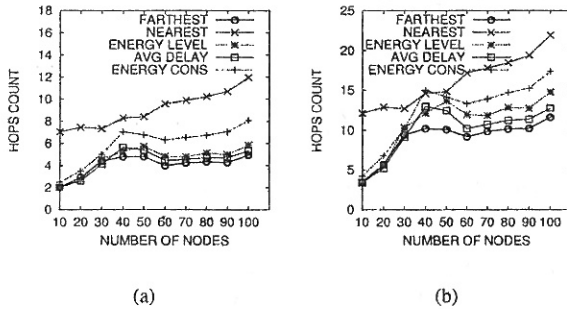 18
16
14
12
10
8
6
4
2
0
HOPS COUNT
FARTHEST
NEAREST
ENERGY LEVEL
AVG DELAY
ENERGY CONS
10 20 30 40 50 60 70 80 90 100
NUMBER OF NODES
(a)
25
20
15
10
5
0
HOPS COUNT
FARTHEST
NEAREST
ENERGY LEVEL
AVG DELAY
ENERGY CONS
10 20 30 40 50 60 70 80 90 100
NUMBER OF NODES
(b)